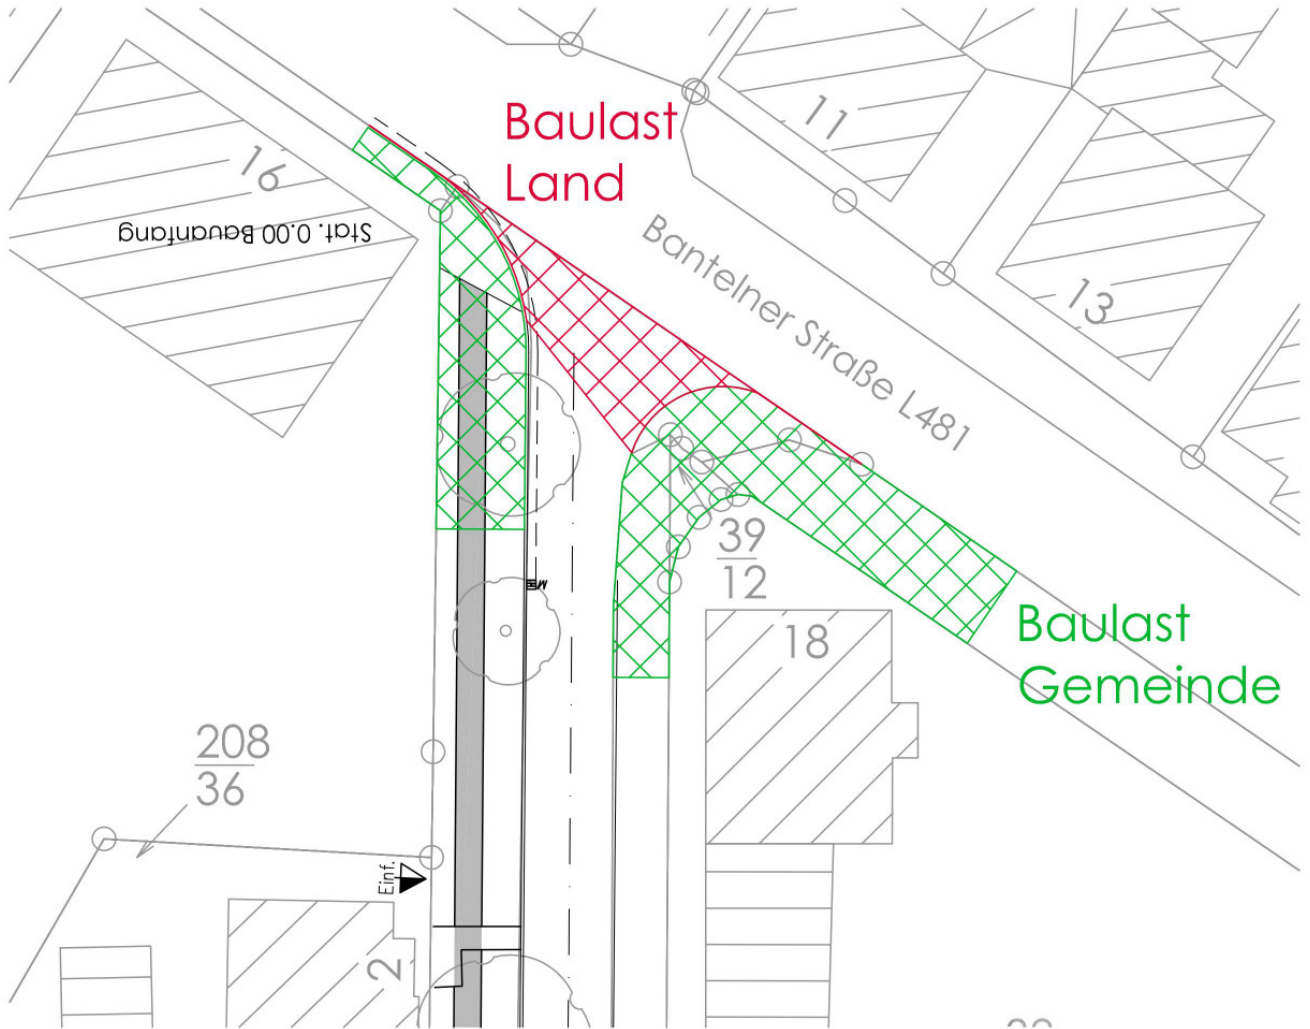 Baulast
Land
11
16
Stat. 0.00 Bauanfang
Bantelner Straße L481
13
39
12
18
Baulast
Gemeinde
208
36
Einf.
2